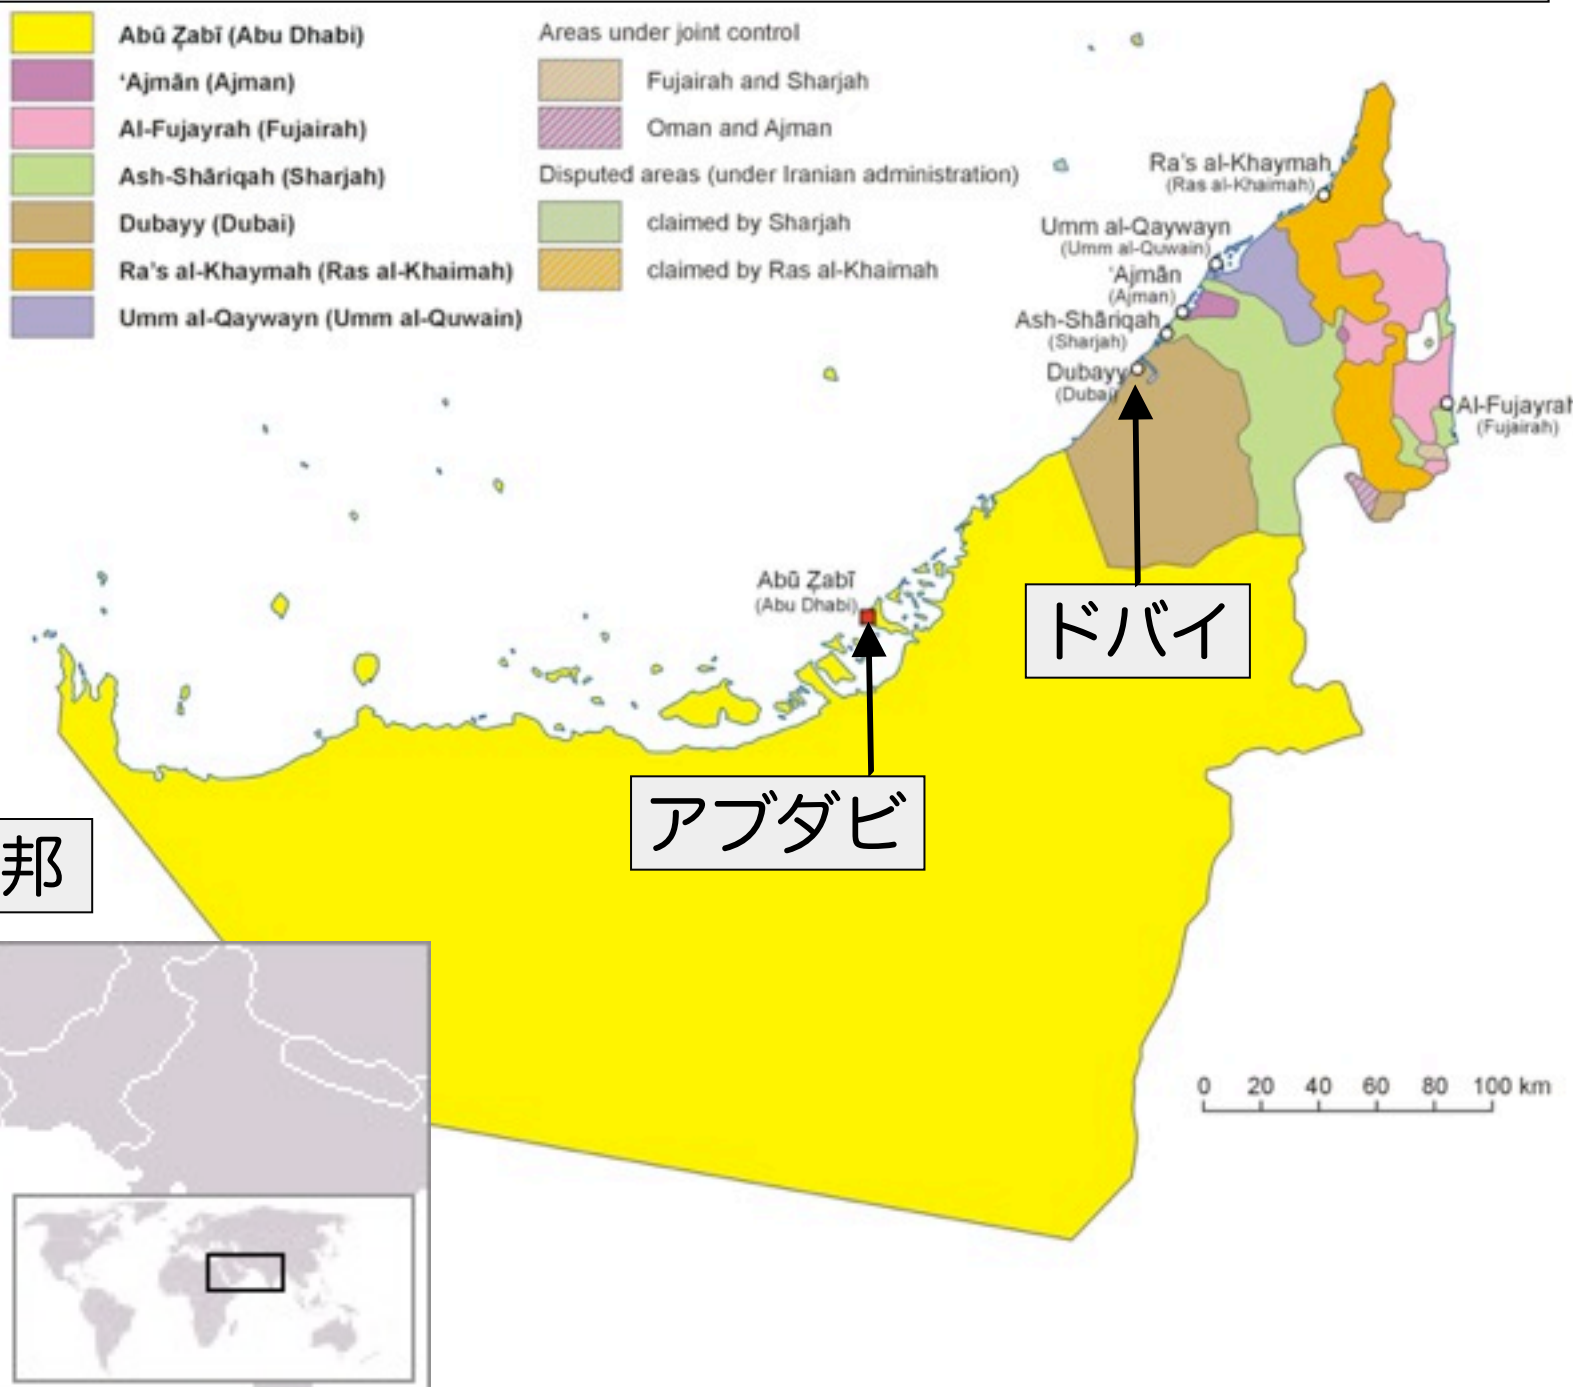 Abū Z̧abī (Abu Dhabi)
‘Ajmān (Ajman)
Al-Fujayrah (Fujairah)
Ash-Shāriqah (Sharjah)
Dubayy (Dubai)
Ra's al-Khaymah (Ras al-Khaimah)
Umm al-Qaywayn (Umm al-Quwain)
Areas under joint control
Fujairah and Sharjah
Oman and Ajman
Disputed areas (under Iranian administration)
claimed by Sharjah
claimed by Ras al-Khaimah
Ra's al-Khaymah
(Ras al-Khaimah)
Umm al-Qaywayn
(Umm al-Quwain)
‘Ajmān
(Ajman)
Ash-Shāriqah
(Sharjah)
Dubayy
(Dubai)
Al-Fujayrah
(Fujairah)
Abū Z̧abī
(Abu Dhabi)
ドバイ
アブダビ
邦
0 20 40 60 80 100 km